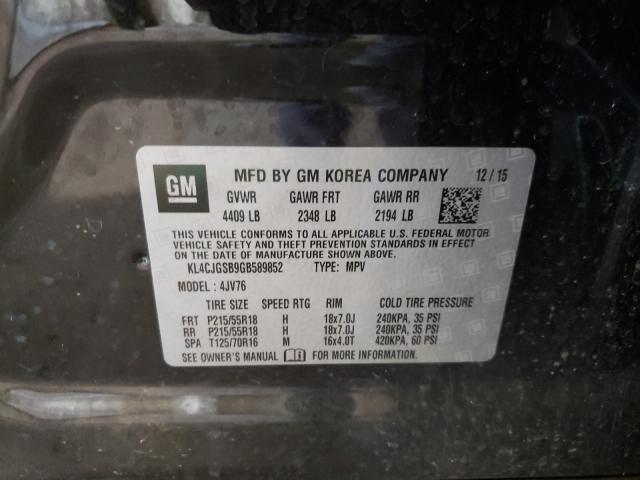 GM
MFD BY GM KOREA COMPANY 12/15
GVWR GAWR FRT GAWR RR
4409 LB 2348 LB 2194 LB
THIS VEHICLE CONFORMS TO ALL APPLICABLE U.S. FEDERAL MOTOR
VEHICLE SAFETY AND THEFT PREVENTION STANDARDS IN EFFECT
ON THE DATE OF MANUFACTURE SHOWN ABOVE.
KL4CJGSB9GB589852 TYPE: MPV
MODEL : 4JV76
TIRE SIZE SPEED RTG RIM COLD TIRE PRESSURE
FRT P215/55R18 H 18x7.0J 240KPA, 35 PSI
RR P215/55R18 H 18x7.0J 240KPA, 35 PSI
SPA T125/70R16 M 16x4.0T 420KPA, 60 PSI
SEE OWNER'S MANUAL FOR MORE INFORMATION.